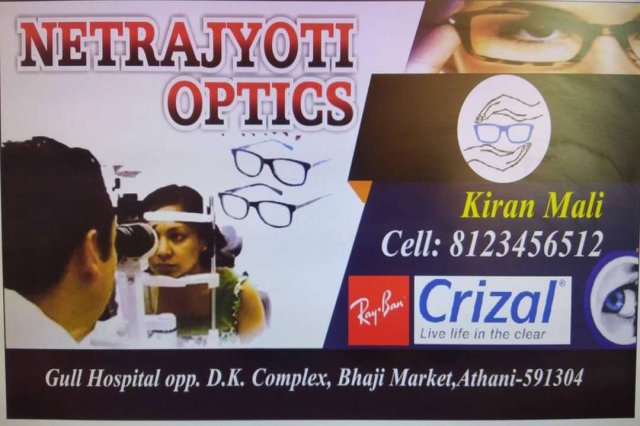 NETRAJYOTI
OPTICS
Kiran Mali
Cell: 8123456512
Ray-Ban
Crizal®
Live life in the clear
Gull Hospital opp. D.K. Complex, Bhaji Market,Athani-591304